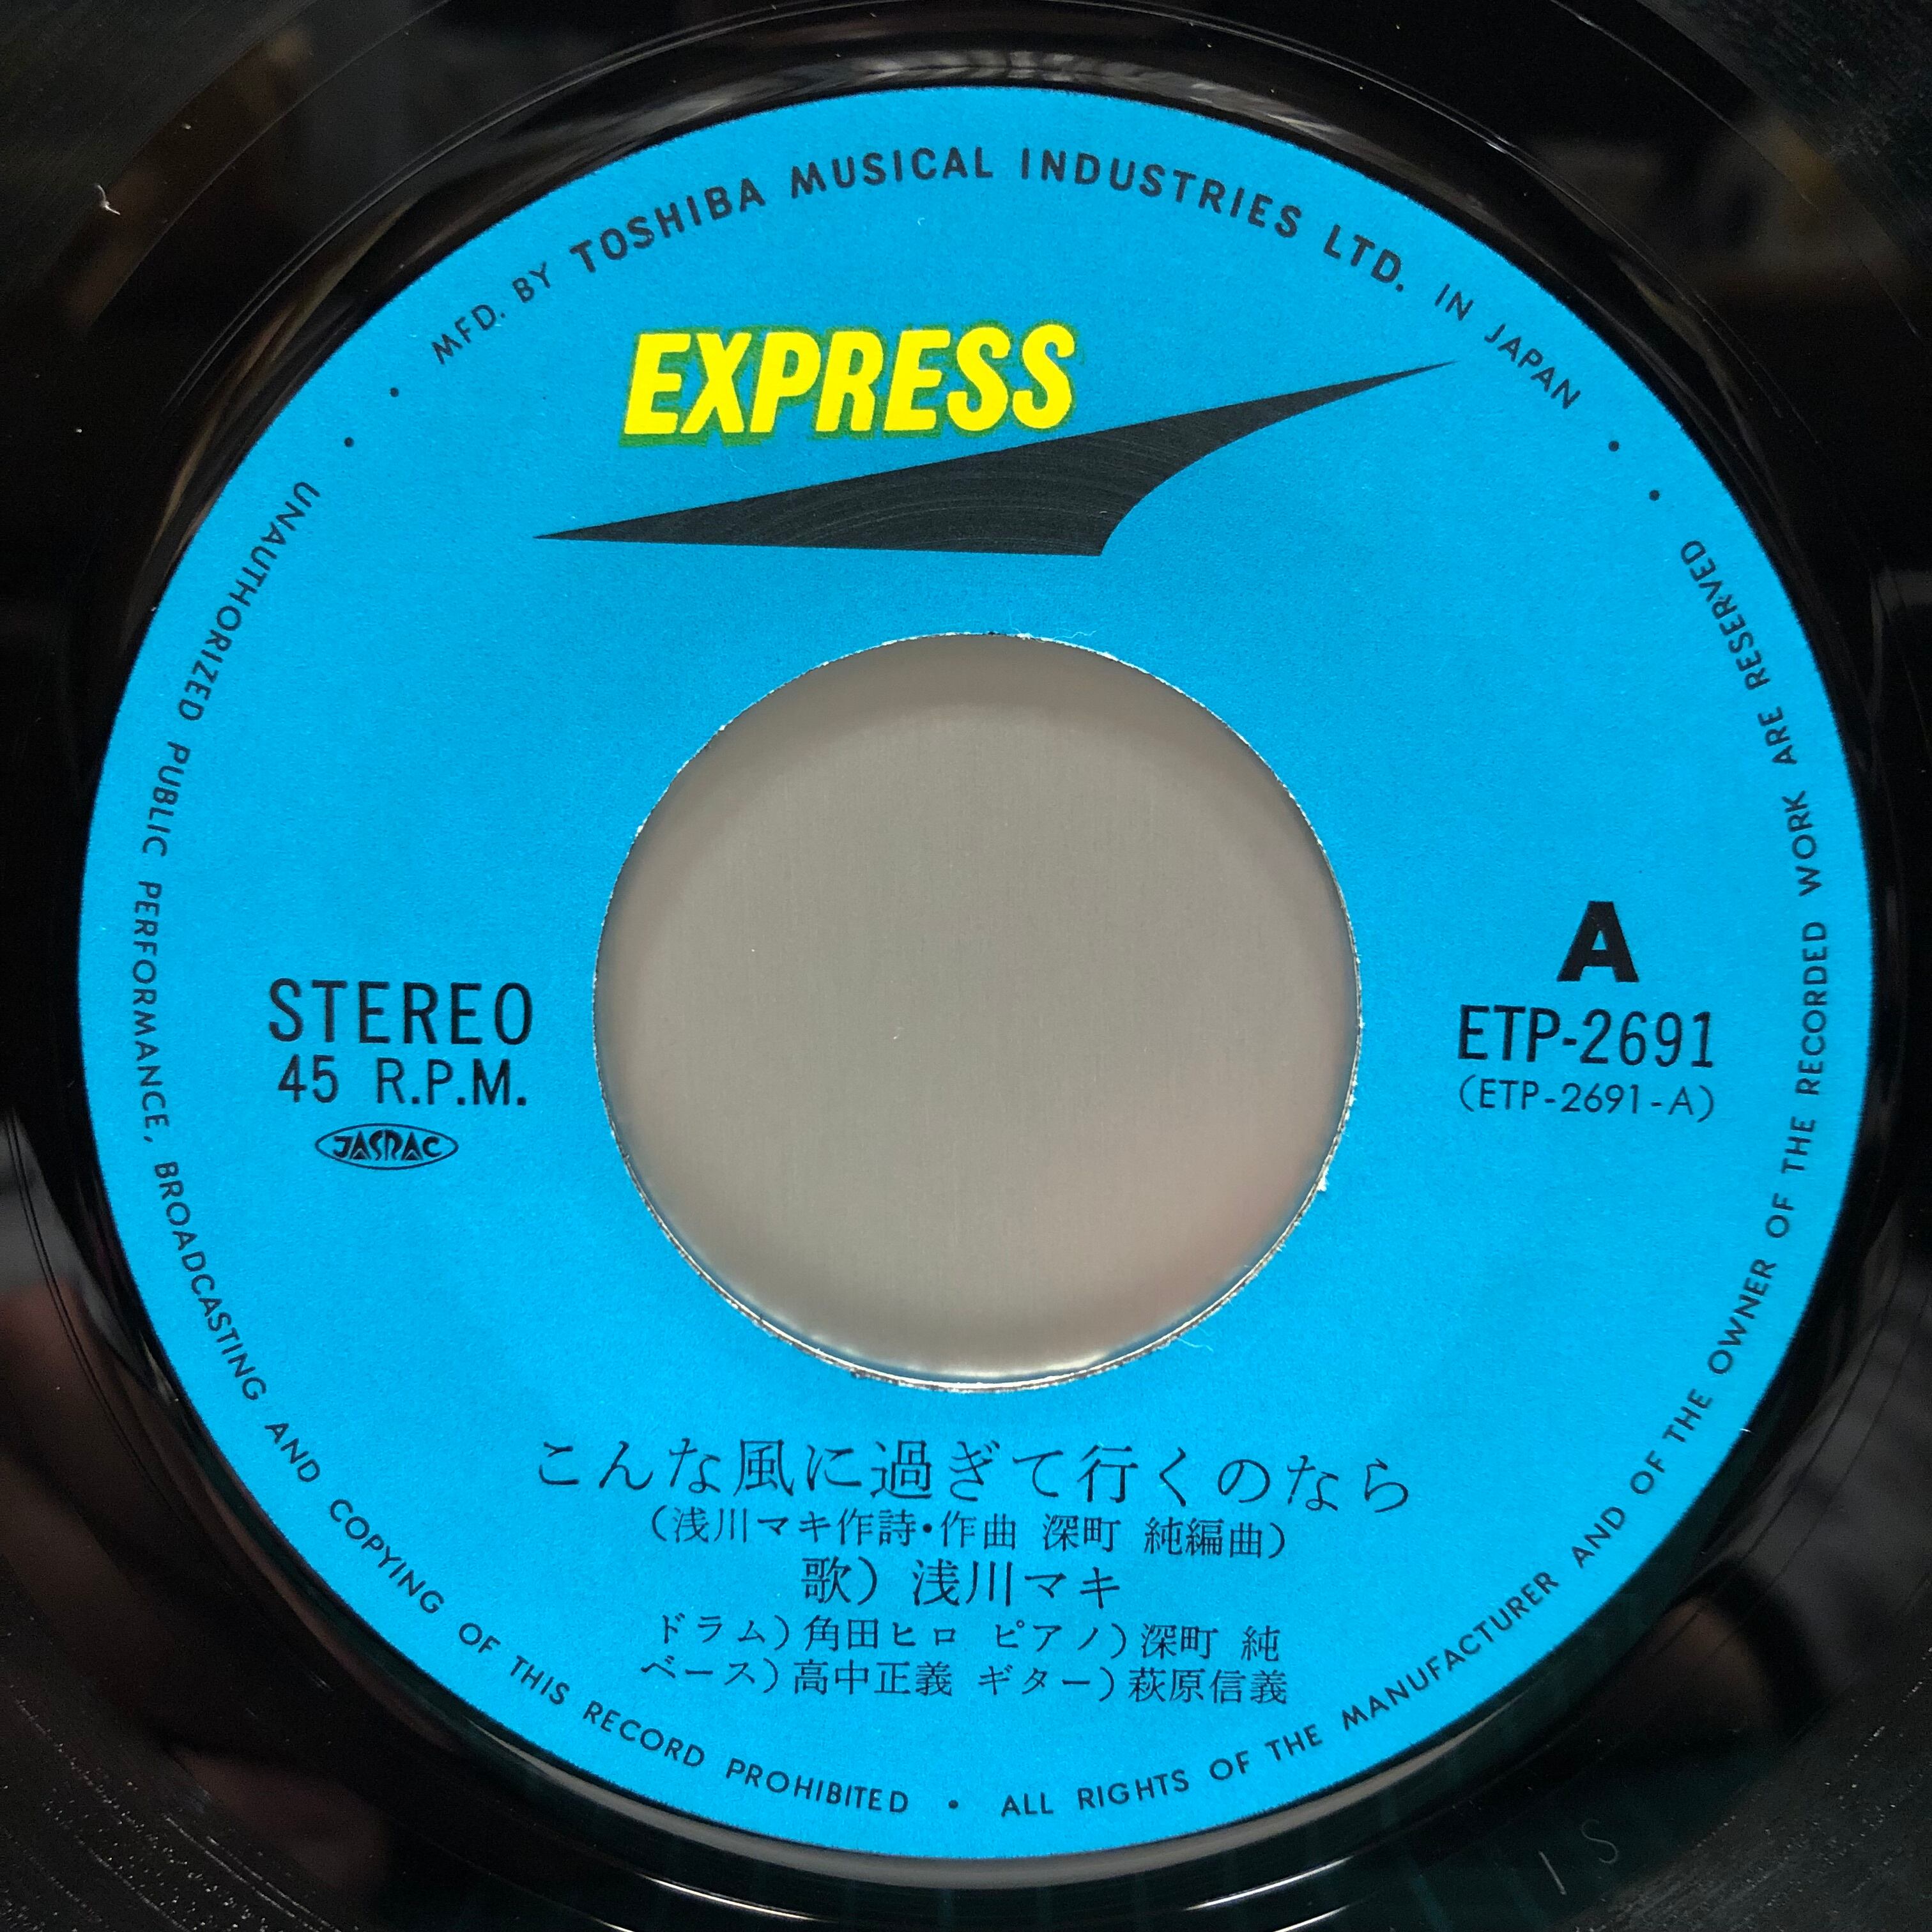 MFD. BY TOSHIBA MUSICAL INDUSTRIES LTD. IN JAPAN
EXPRESS
STEREO
45 R.P.M.
JASRAC
A
ETP-2691
(ETP-2691-A)
こんな風に過ぎて行くのなら
(浅川マキ作詩・作曲 深町 純編曲)
歌) 浅川マキ
ドラム)角田ヒロ ピアノ)深町 純
ベース)高中正義 ギター)萩原信義
UNAUTHORIZED PUBLIC PERFORMANCE, BROADCASTING AND COPYING OF THIS RECORD PROHIBITED • ALL RIGHTS OF THE MANUFACTURER AND OF THE OWNER OF THE RECORDED WORK ARE RESERVED
1 S